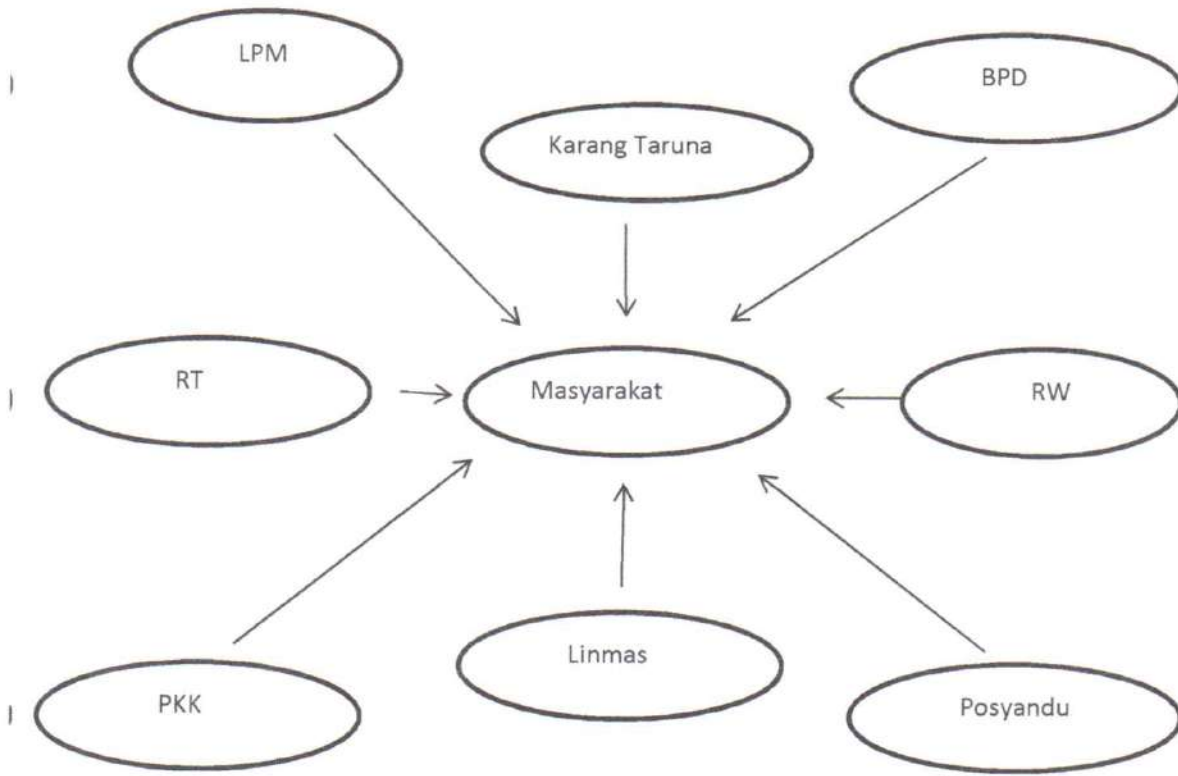 LPM
BPD
Karang Taruna
RT
Masyarakat
RW
PKK
Linmas
Posyandu